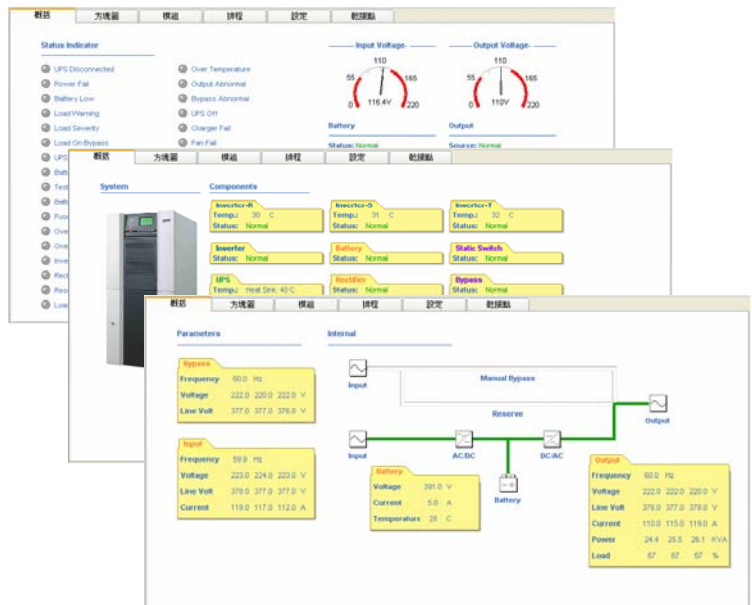 概括 方塊圖 模組 排程 設定 乾接點
Status Indicator
UPS Disconnected
Power Fail
Battery Low
Load Warning
Load Severity
Load On Bypass
UPS
Test
Over Temperature
Output Abnormal
Bypass Abnormal
UPS Off
Charger Fail
Fan Fail
Input Voltage
110
55 165
0 116.4V 220
Output Voltage
110
55 165
0 110V 220
Battery
Status: Normal
Output
Source: Normal
概括 方塊圖 模組 排程 設定 乾接點
System
Components
Inverter-R
Temp.: 30 C
Status: Normal
Inverter-S
Temp.: 31 C
Status: Normal
Inverter-T
Temp.: 32 C
Status: Normal
Inverter
Status: Normal
Battery
Status: Normal
Static Switch
Status: Normal
UPS
Temp.: Heat Sink: 40 C
Rectifier
Status: Normal
Bypass
Status: Normal
概括 方塊圖 模組 排程 設定 乾接點
Parameters
Bypass
Frequency 60.0 Hz
Voltage 222.0 220.0 222.0 V
Line Volt 377.0 377.0 376.0 V
Input
Frequency 59.9 Hz
Voltage 223.0 224.0 223.0 V
Line Volt 378.0 377.0 377.0 V
Current 119.0 117.0 112.0 A
Internal
Input
Manual Bypass
Reserve
Output
Input
AC/DC
DC/AC
Battery
Battery
Voltage 391.0 V
Current 5.0 A
Temperature 28 C
Output
Frequency 60.0 Hz
Voltage 222.0 222.0 220.0 V
Line Volt 378.0 377.0 378.0 V
Current 110.0 115.0 119.0 A
Power 24.4 25.5 26.1 KVA
Load 67 67 67 %